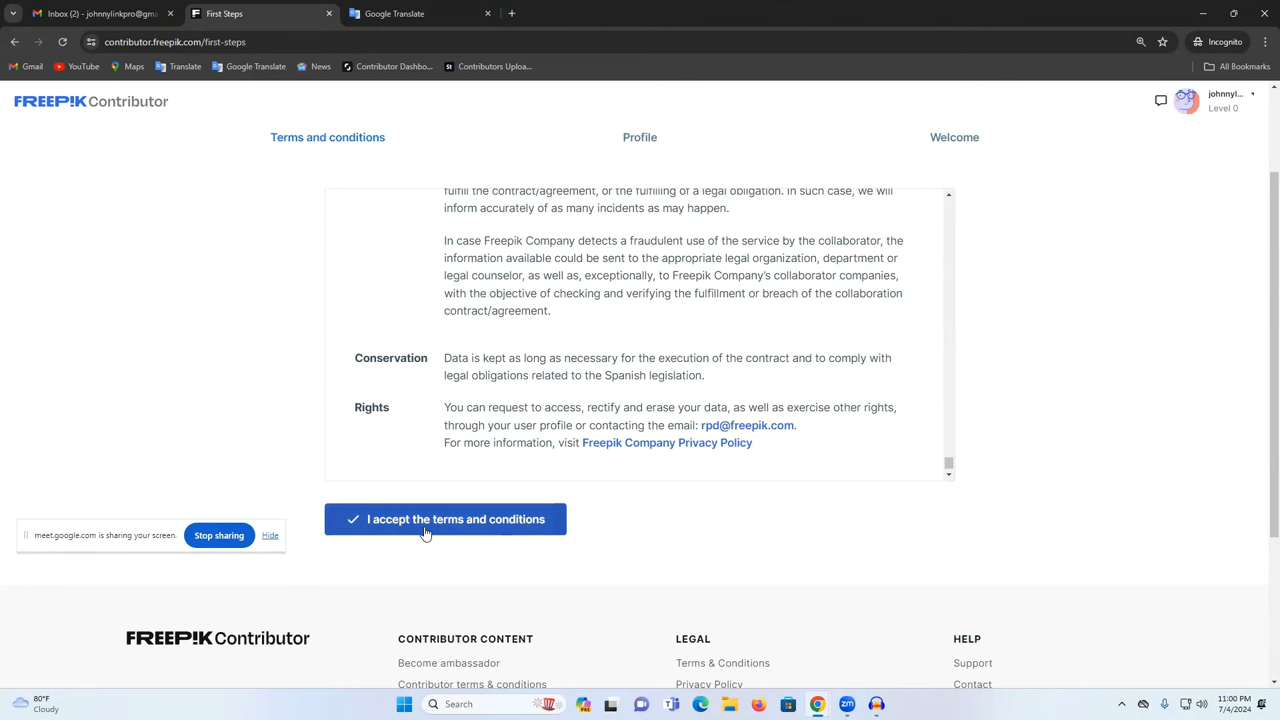 Inbox (2) - johnnylinkpro@gm
First Steps
Google Translate
contributor.freepik.com/first-steps
Incognito
Gmail
YouTube
Maps
Translate
Google Translate
News
Contributor Dashbo...
Contributors Uploa...
All Bookmarks
FREEP!K Contributor
johnnyl...
Level 0
Terms and conditions
Profile
Welcome
fulfill the contract/agreement, or the fulfilling of a legal obligation. In such case, we will
inform accurately of as many incidents as may happen.
In case Freepik Company detects a fraudulent use of the service by the collaborator, the
information available could be sent to the appropriate legal organization, department or
legal counselor, as well as, exceptionally, to Freepik Company's collaborator companies,
with the objective of checking and verifying the fulfillment or breach of the collaboration
contract/agreement.
Conservation
Data is kept as long as necessary for the execution of the contract and to comply with
legal obligations related to the Spanish legislation.
Rights
You can request to access, rectify and erase your data, as well as exercise other rights,
through your user profile or contacting the email: rpd@freepik.com.
For more information, visit Freepik Company Privacy Policy
I accept the terms and conditions
meet.google.com is sharing your screen.
Stop sharing
Hide
FREEP!K Contributor
CONTRIBUTOR CONTENT
LEGAL
HELP
Become ambassador
Terms & Conditions
Support
Contributor terms & conditions
Privacy Policy
Contact
80°F
Cloudy
Search
11:00 PM
7/4/2024